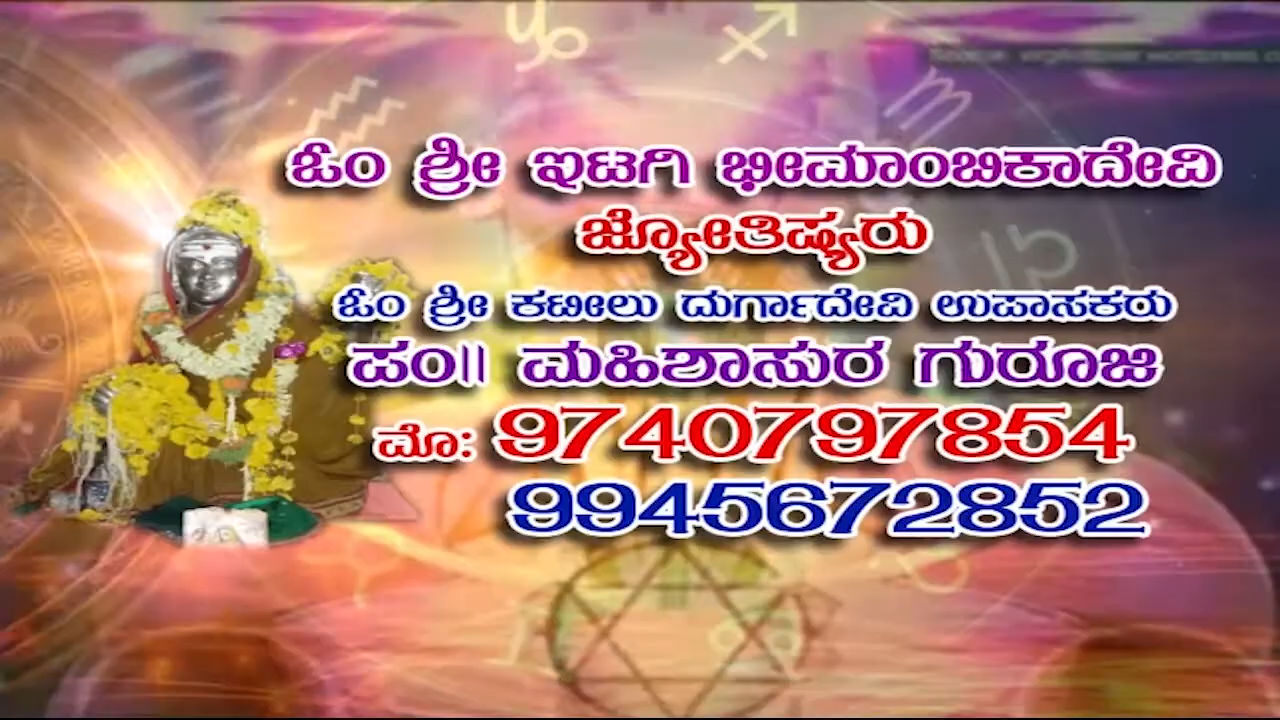 ಓಂ ಶ್ರೀ ಇಟಗಿ ಭೀಮಾಂಬಿಕಾದೇವಿ
ಜ್ಯೋತಿಷ್ಯರು
ಓಂ ಶ್ರೀ ಕಟೀಲು ದುರ್ಗಾದೇವಿ ಉಪಾಸಕರು
ಪಂ॥ ಮಹಿಶಾಸುರ ಗುರೂಜಿ
ಮೊ: 9740797854
9945672852